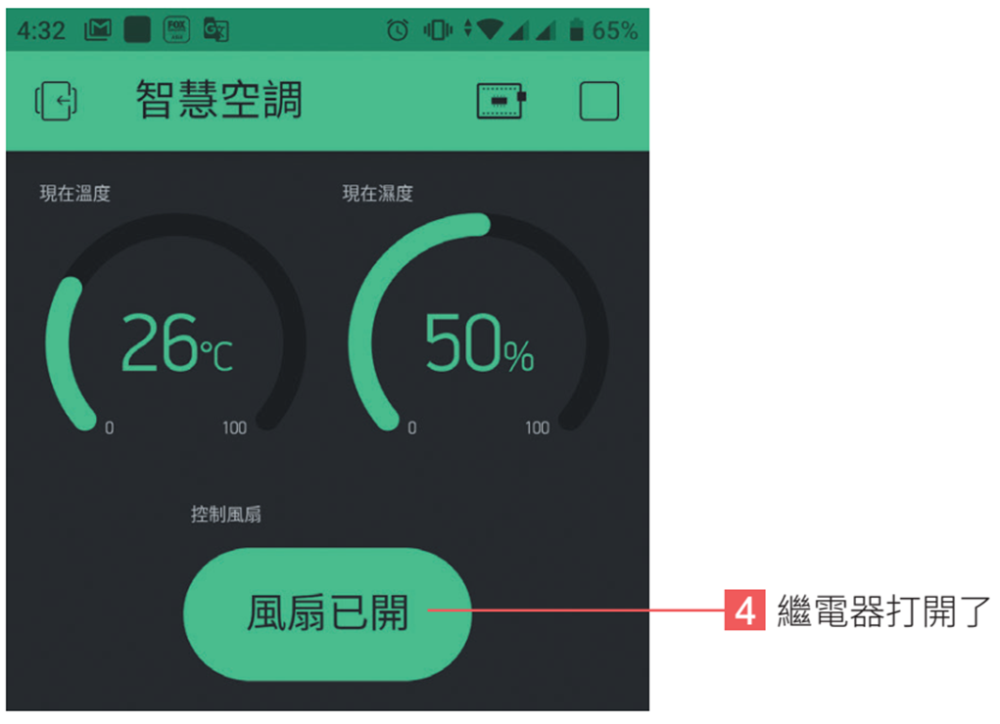 4:32 65%
智慧空調
現在溫度 現在濕度
26°C 50%
0 100 0 100
控制風扇
風扇已開
4 繼電器打開了